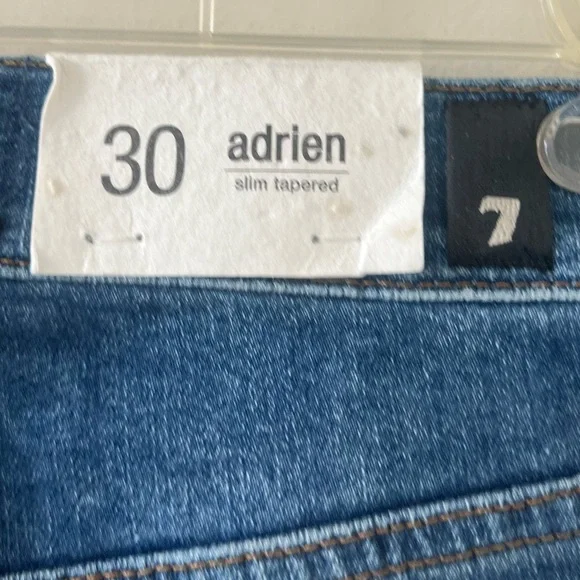 30
adrien
slim tapered
7